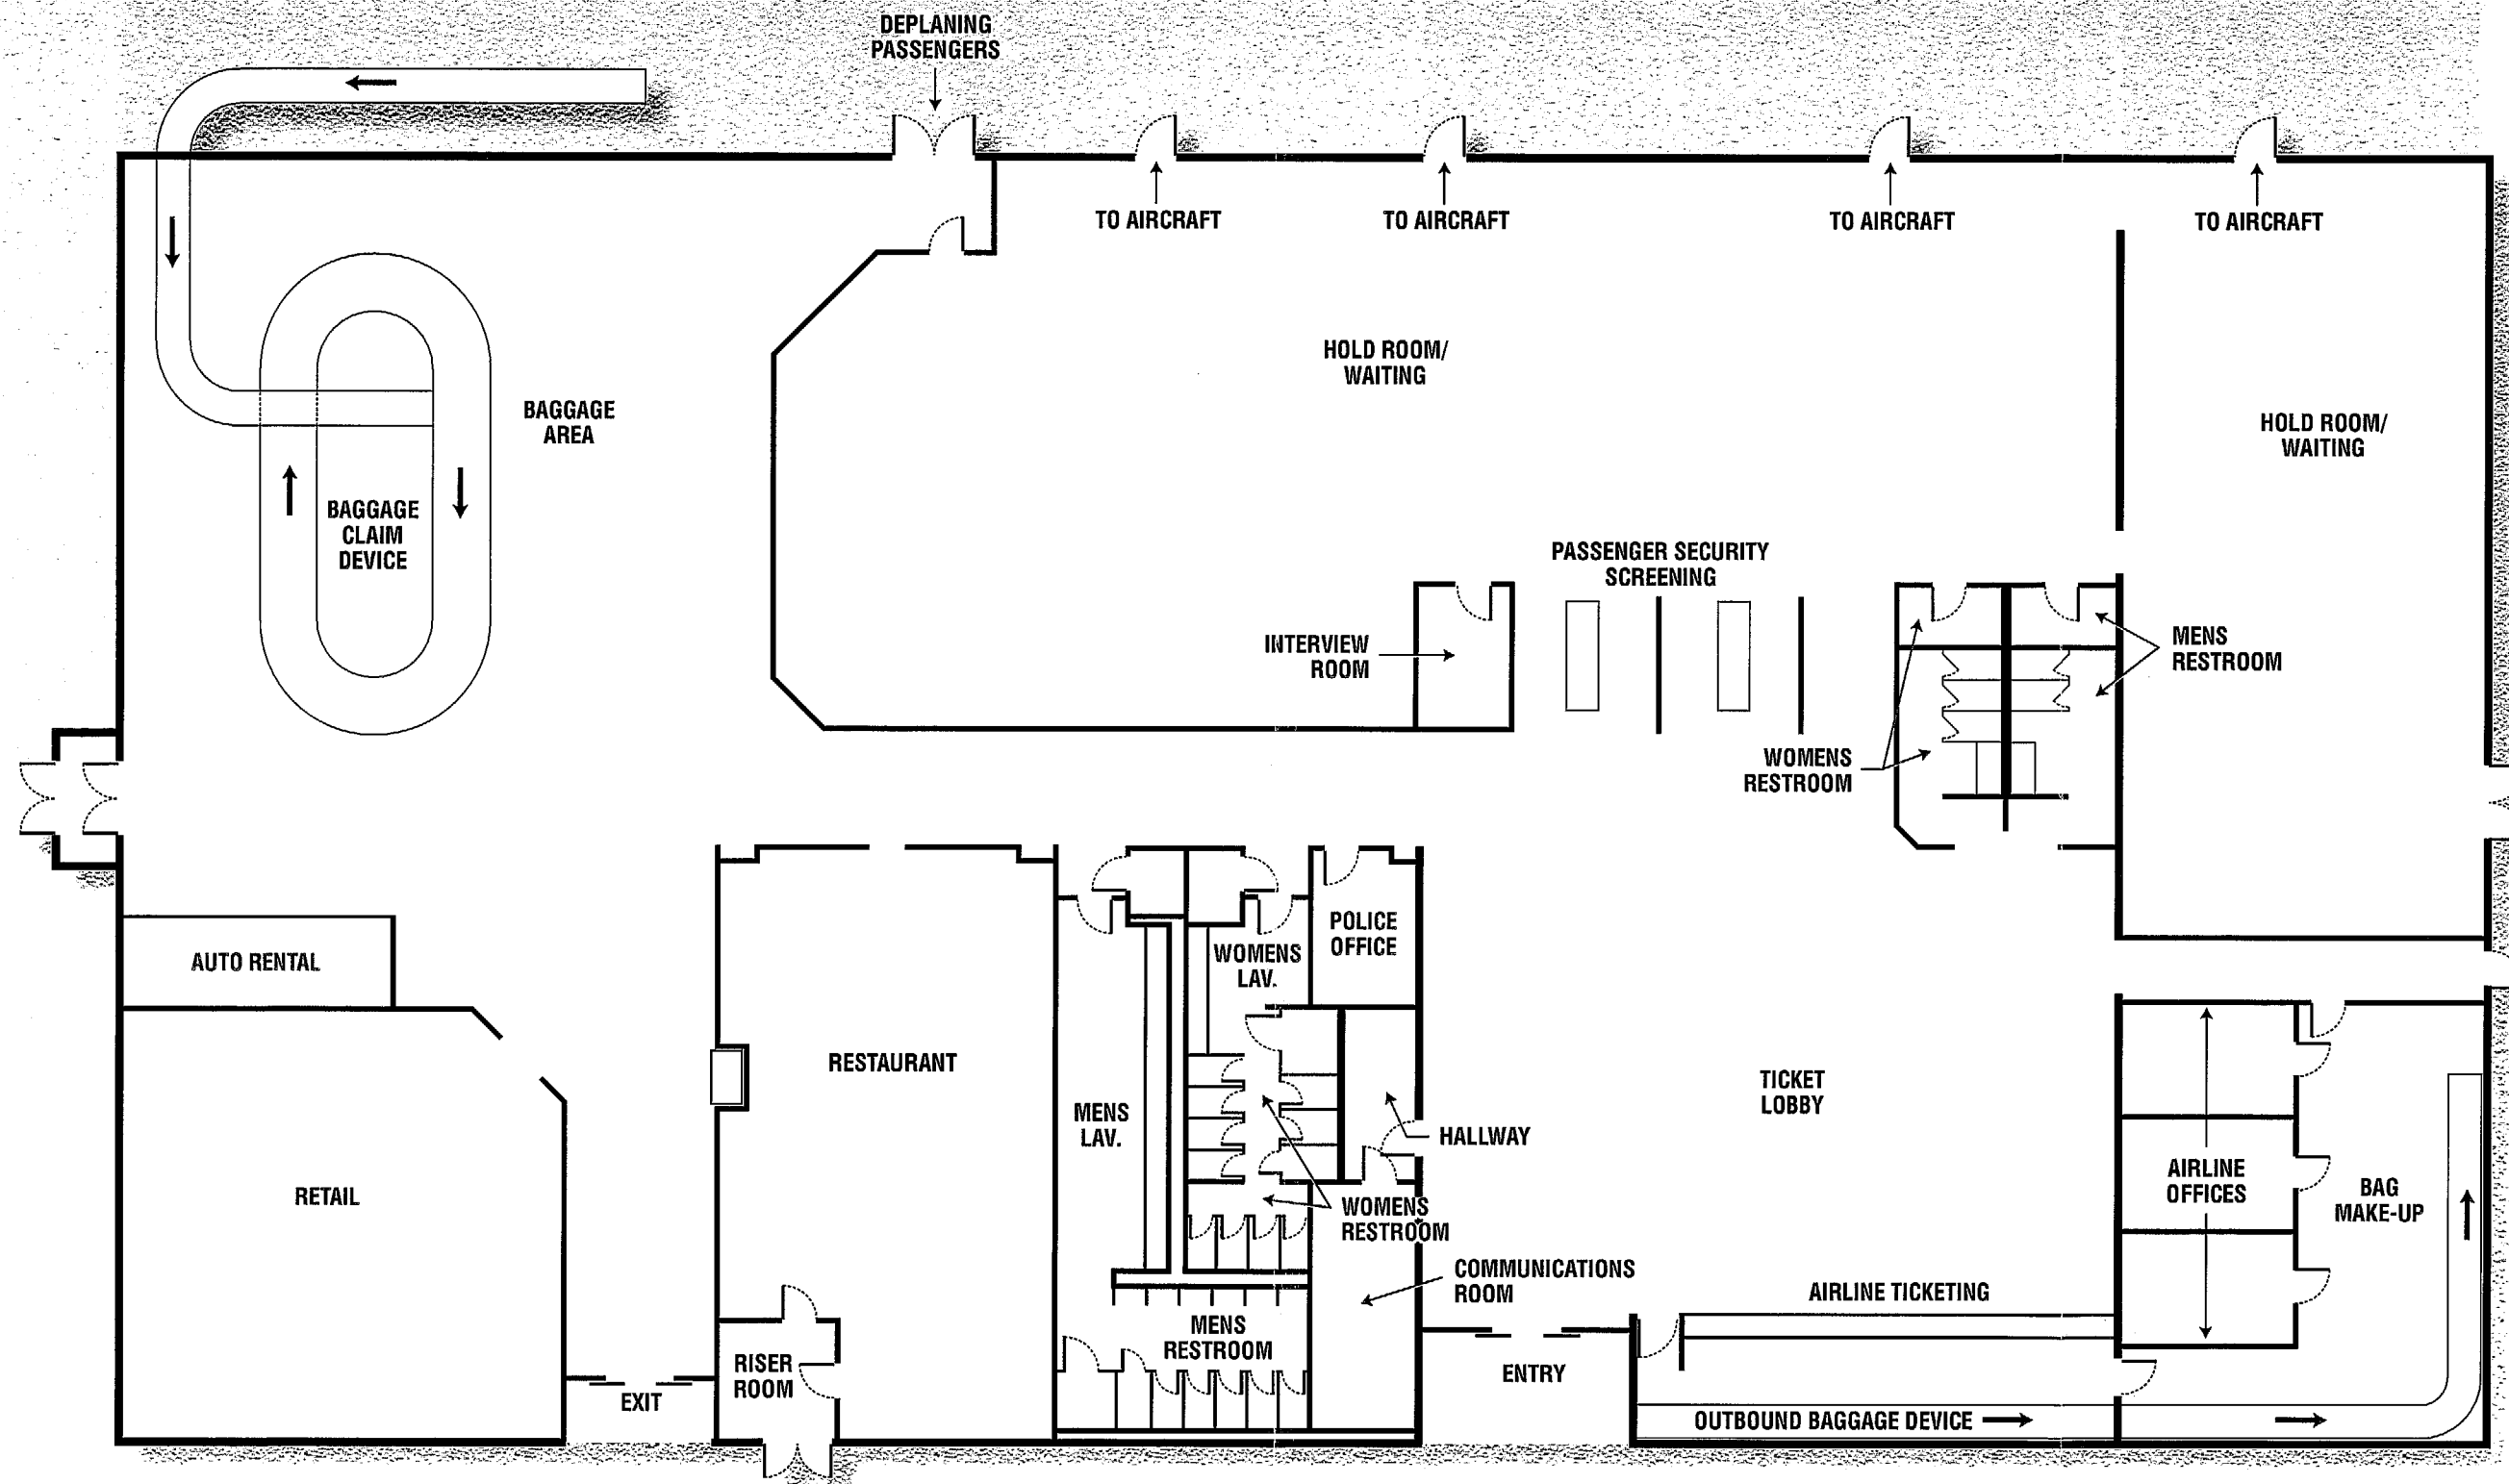 DEPLANING
PASSENGERS
TO AIRCRAFT
TO AIRCRAFT
TO AIRCRAFT
TO AIRCRAFT
HOLD ROOM/
WAITING
HOLD ROOM/
WAITING
BAGGAGE
AREA
BAGGAGE
CLAIM
DEVICE
PASSENGER SECURITY
SCREENING
INTERVIEW
ROOM
MENS
RESTROOM
WOMENS
RESTROOM
AUTO RENTAL
POLICE
OFFICE
WOMENS
LAV.
RESTAURANT
MENS
LAV.
TICKET
LOBBY
HALLWAY
RETAIL
AIRLINE
OFFICES
BAG
MAKE-UP
WOMENS
RESTROOM
COMMUNICATIONS
ROOM
AIRLINE TICKETING
MENS
RESTROOM
RISER
ROOM
EXIT
ENTRY
OUTBOUND BAGGAGE DEVICE